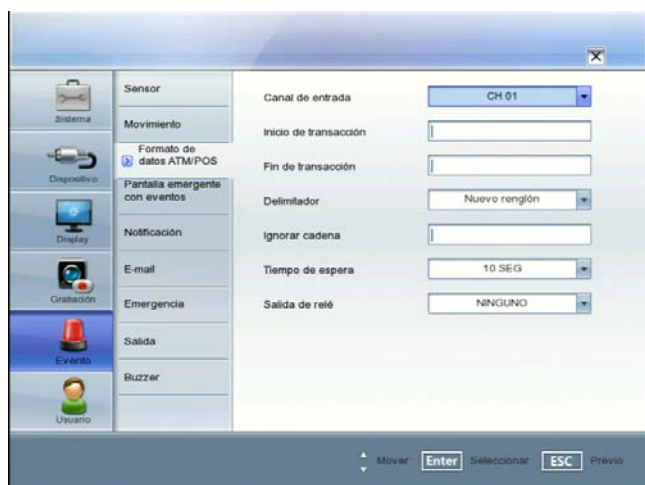 Sistema
Dispositivo
Display
Grabación
Evento
Usuario
Sensor
Movimiento
Formato de
datos ATM/POS
Pantalla emergente
con eventos
Notificación
E-mail
Emergencia
Salida
Buzzer
Canal de entrada
CH 01
Inicio de transacción
Fin de transacción
Delimitador
Nuevo renglón
Ignorar cadena
Tiempo de espera
10 SEG
Salida de relé
NINGUNO
Mover Enter Seleccionar ESC Previo